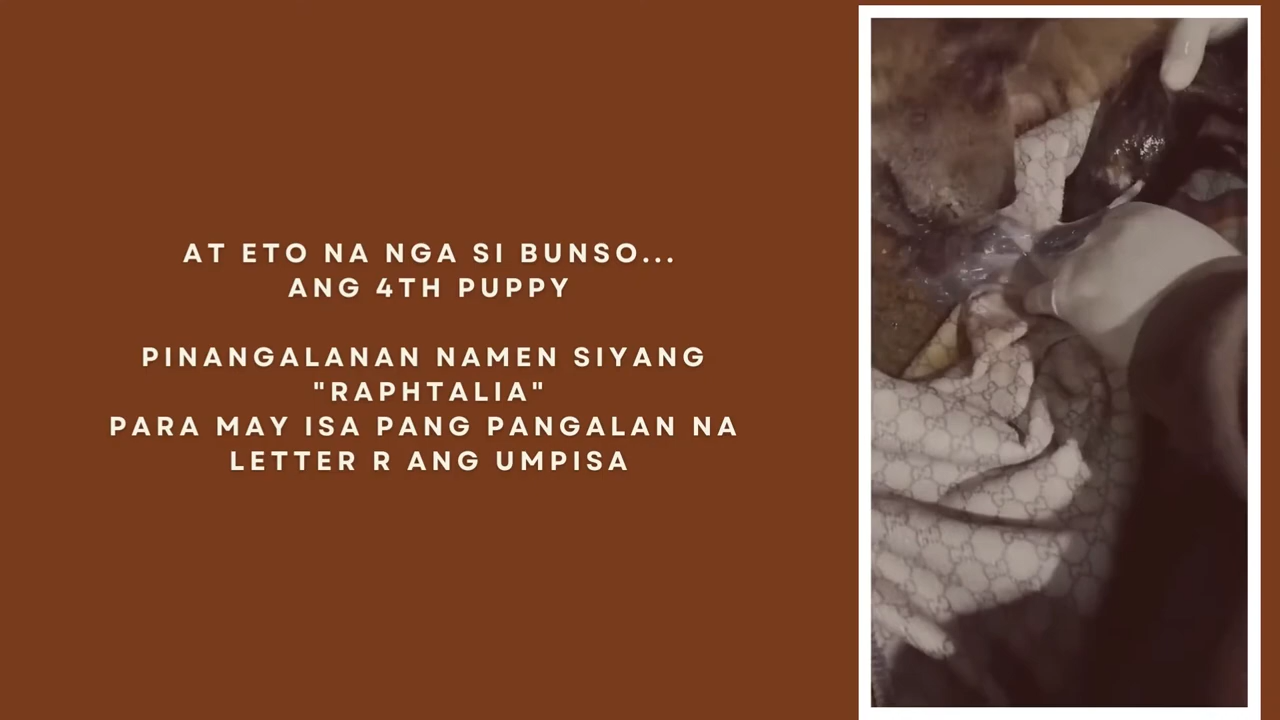 AT ETO NA NGA SI BUNSO...
ANG 4TH PUPPY
PINANGALANAN NAMEN SIYANG
"RAPHTALIA"
PARA MAY ISA PANG PANGALAN NA
LETTER R ANG UMPISA